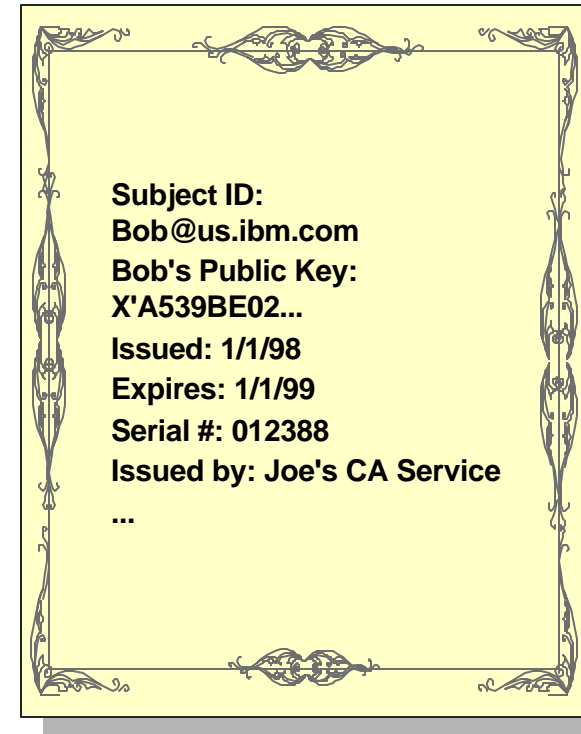 Subject ID:
Bob@us.ibm.com
Bob's Public Key:
X'A539BE02...
Issued: 1/1/98
Expires: 1/1/99
Serial #: 012388
Issued by: Joe's CA Service
...